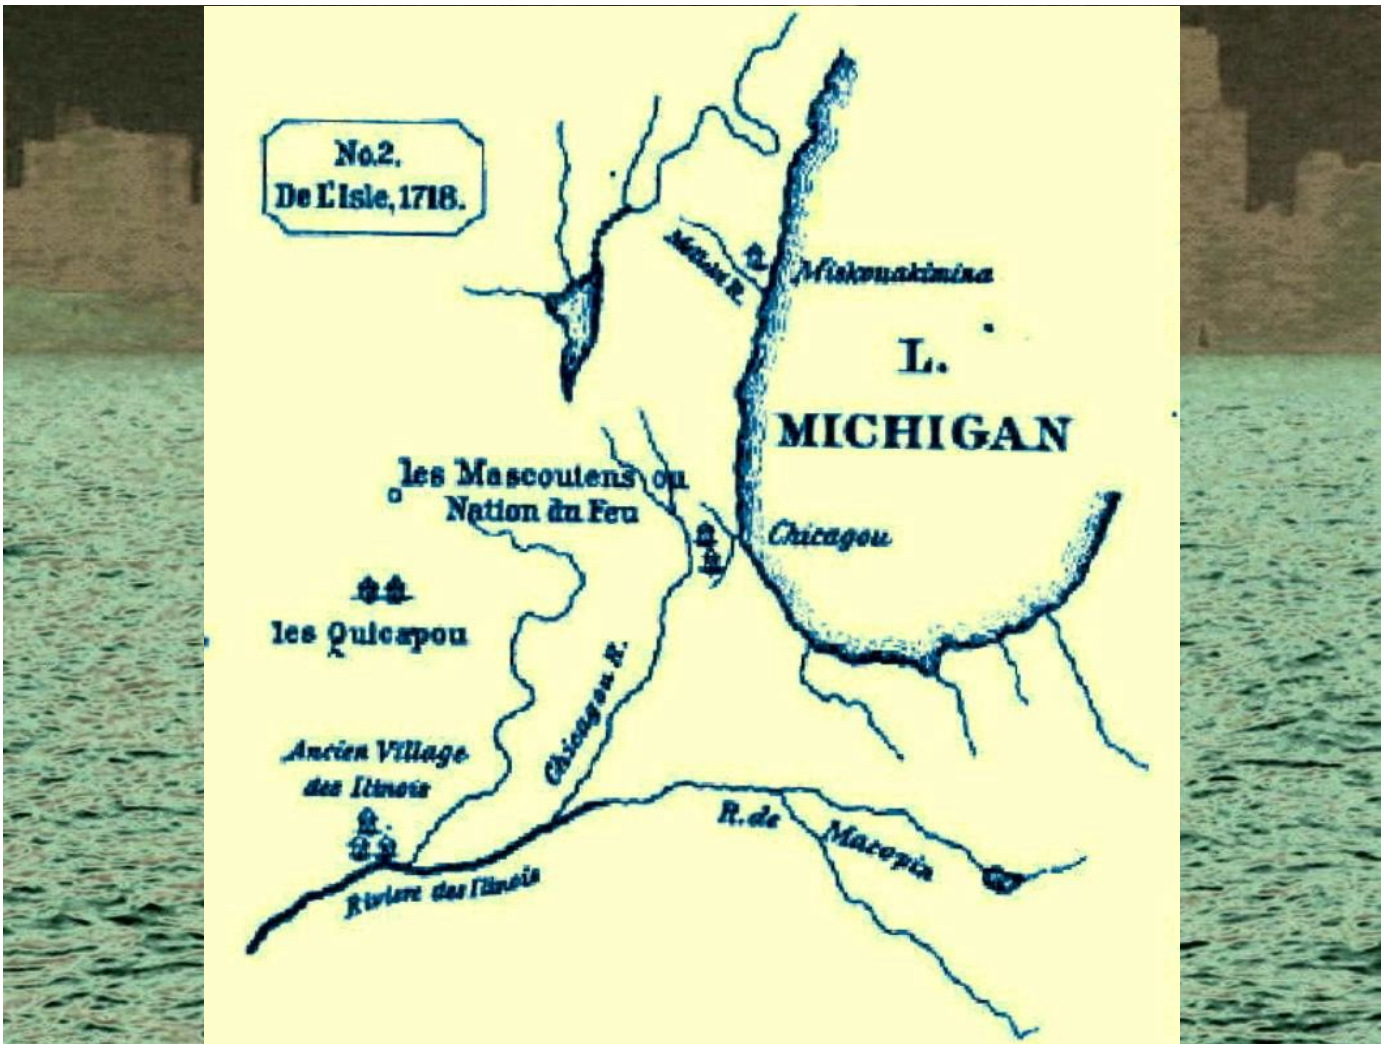 No.2.
De L'Isle, 1718.
Miskouakimina
L.
MICHIGAN
les Mascoutens ou
Nation du Feu
Chicagou
les Quicapou
Chicagou R.
Ancien Village
des Ilinois
R. de Macopin
Riviere des Ilinois
R.